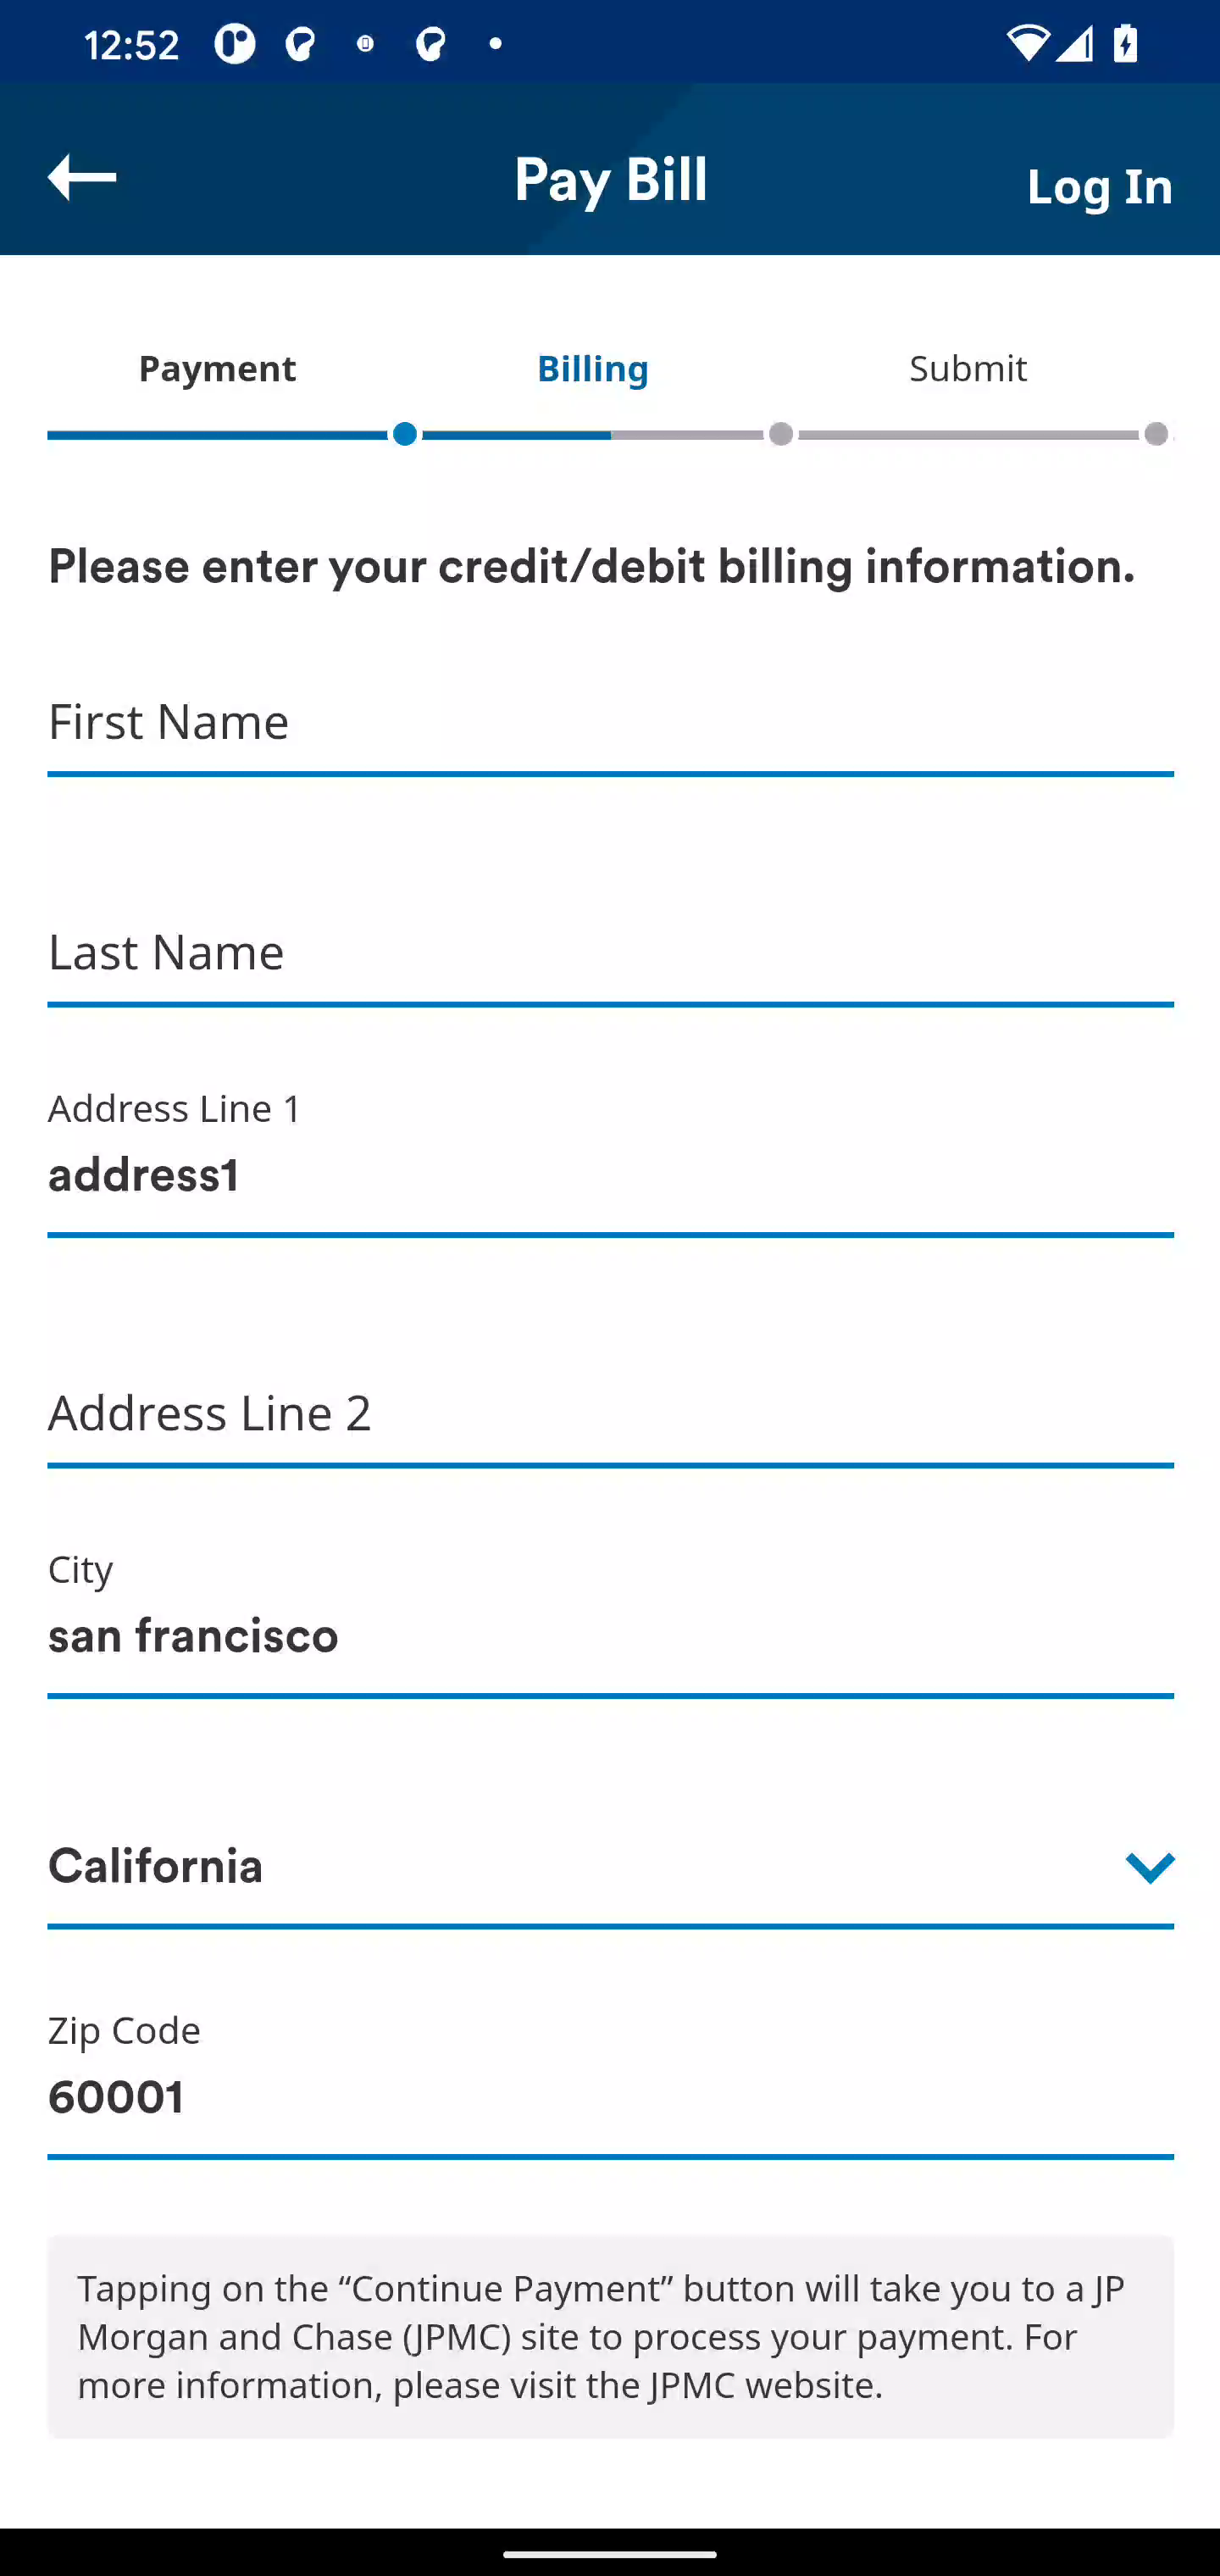 12:52
Pay Bill
Log In
Payment
Billing
Submit
Please enter your credit/debit billing information.
First Name
Last Name
Address Line 1
address1
Address Line 2
City
san francisco
California
Zip Code
60001
Tapping on the “Continue Payment” button will take you to a JP
Morgan and Chase (JPMC) site to process your payment. For
more information, please visit the JPMC website.